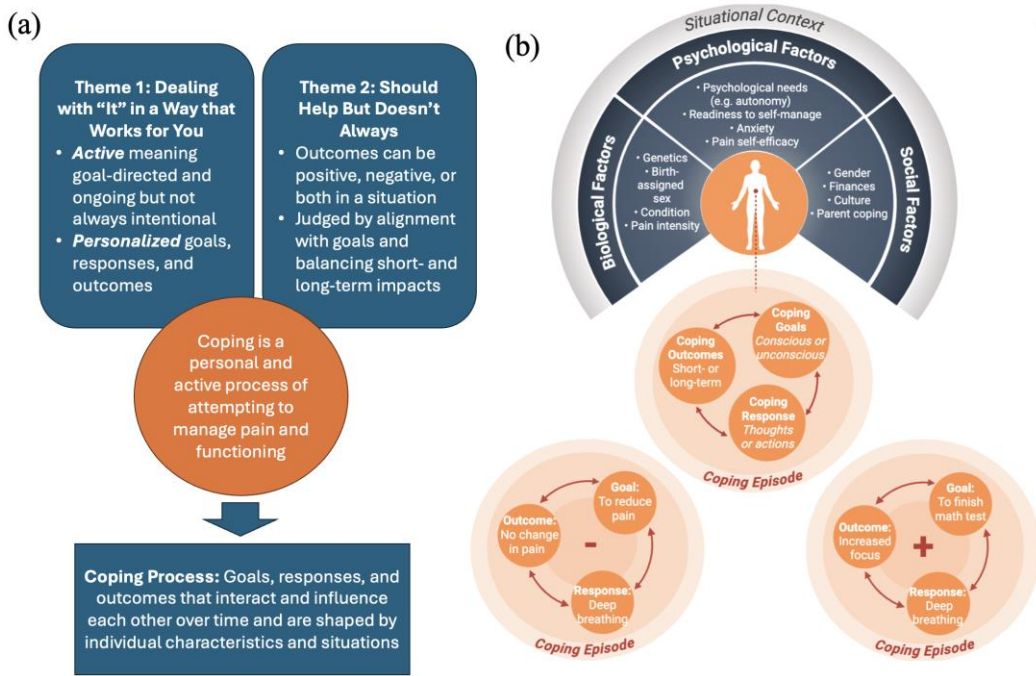 (a)
Theme 1: Dealing
with “It” in a Way that
Works for You
• Active meaning
goal-directed and
ongoing but not
always intentional
• Personalized goals,
responses, and
outcomes
Theme 2: Should
Help But Doesn’t
Always
• Outcomes can be
positive, negative, or
both in a situation
• Judged by alignment
with goals and
balancing short- and
long-term impacts
Coping is a
personal and
active process of
attempting to
manage pain and
functioning
Coping Process: Goals, responses, and
outcomes that interact and influence
each other over time and are shaped by
individual characteristics and situations
(b)
Situational Context
Psychological Factors
• Psychological needs
(e.g. autonomy)
• Readiness to self-manage
• Anxiety
• Pain self-efficacy
Biological Factors
• Genetics
• Birth-
assigned
sex
• Condition
• Pain intensity
Social Factors
• Gender
• Finances
• Culture
• Parent coping
Coping
Goals
Conscious or
unconscious
Coping
Outcomes
Short- or
long-term
Coping
Response
Thoughts
or actions
Coping Episode
Goal:
To reduce
pain
Outcome:
No change
in pain
-
Response:
Deep
breathing
Coping Episode
Goal:
To finish
math test
Outcome:
Increased
focus
+
Response:
Deep
breathing
Coping Episode